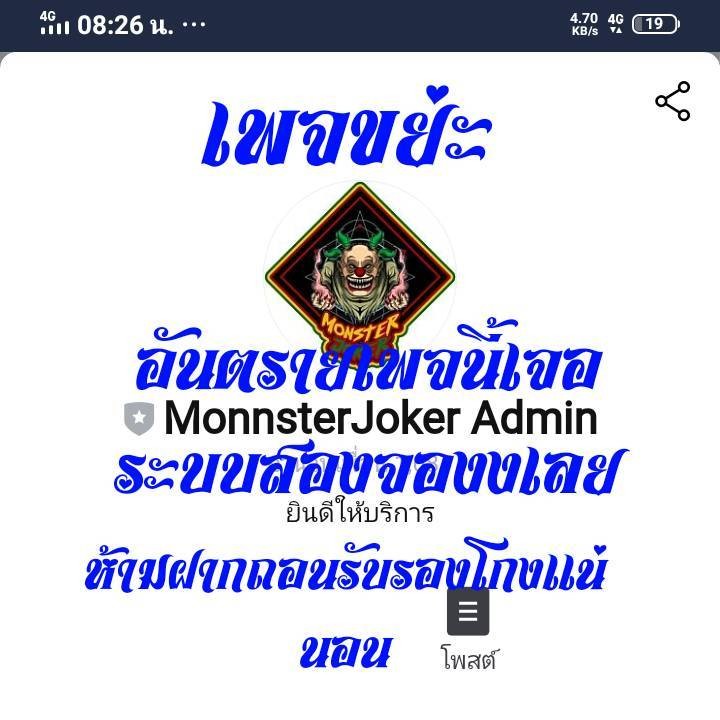 4G 08:26 น. ...
4.70 KB/s 4G 19
เพจขย่ะ
MONSTER
JOKER
อันตรายเพจนี้เจอ
MonnsterJoker Admin
ระบบสองจองงเลย
ยินดีให้บริการ
ห้ามฝากถอนรับรองโกงแน่
นอน
โพสต์